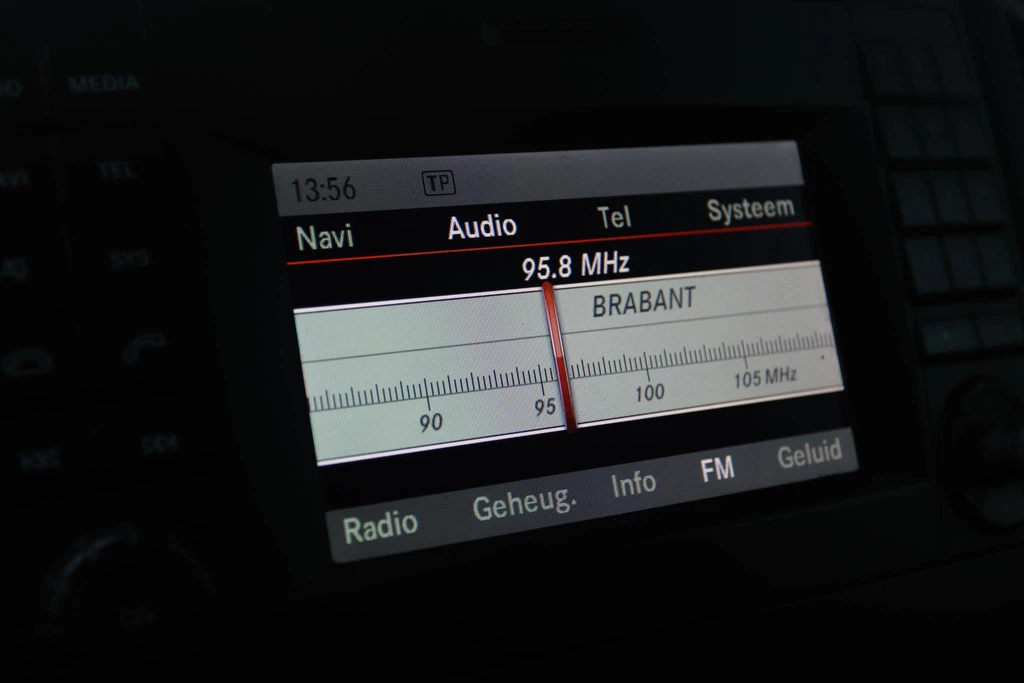 MEDIA
TEL
SYS
13:56 TP
Navi Audio Tel Systeem
95.8 MHz
BRABANT
90 95 100 105 MHz
Radio Geheug. Info FM Geluid